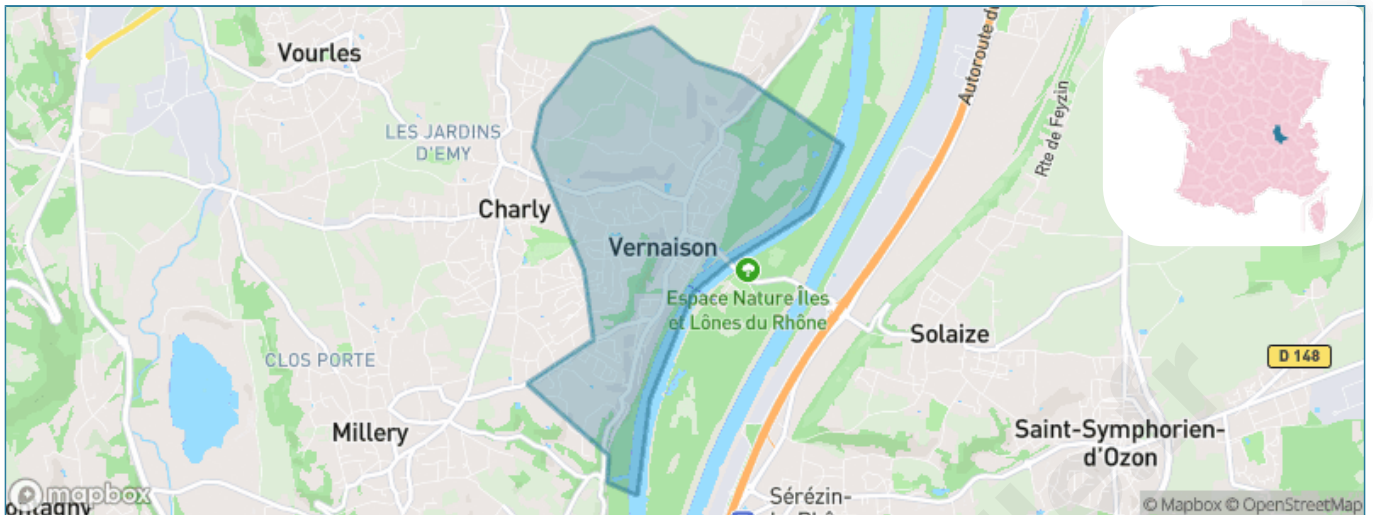 Vourles
Autoroute du
Rte de Feyzin
LES JARDINS
D'EMY
Charly
Vernaison
Espace Nature Îles
et Lônes du Rhône
Solaize
CLOS PORTE
D 148
Millery
Saint-Symphorien-
d'Ozon
mapbox
Sérézin-
© Mapbox © OpenStreetMap